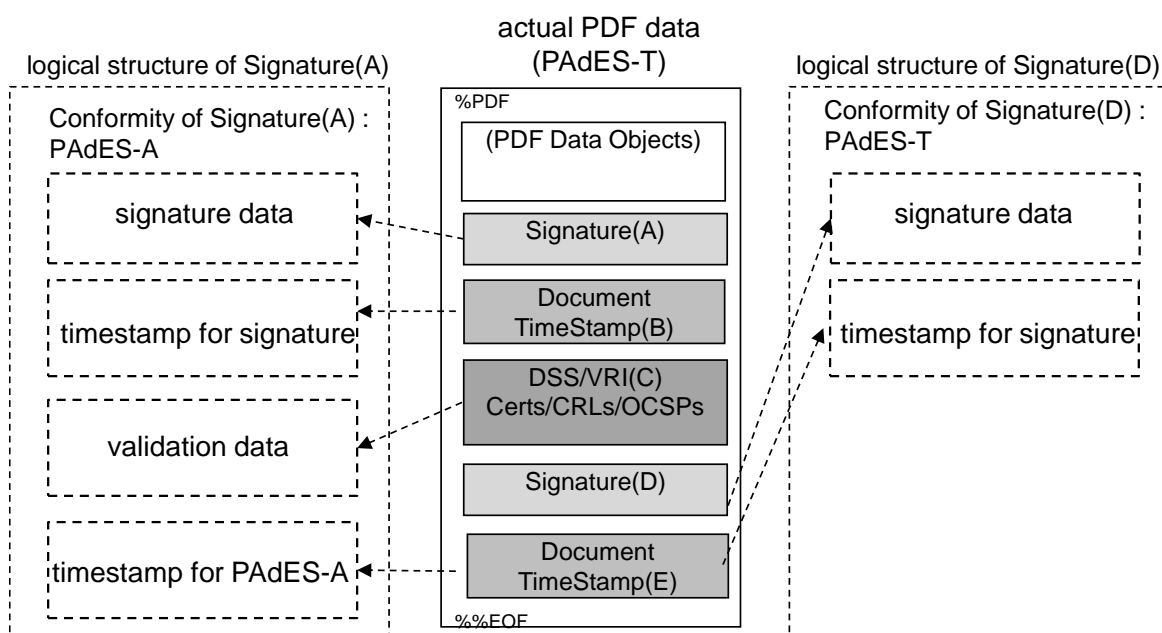 actual PDF data
(PAdES-T)
logical structure of Signature(A)
Conformity of Signature(A) :
PAdES-A
signature data
timestamp for signature
validation data
timestamp for PAdES-A
%PDF
(PDF Data Objects)
Signature(A)
Document
TimeStamp(B)
DSS/VRI(C)
Certs/CRLs/OCSPs
Signature(D)
Document
TimeStamp(E)
%%EOF
logical structure of Signature(D)
Conformity of Signature(D) :
PAdES-T
signature data
timestamp for signature